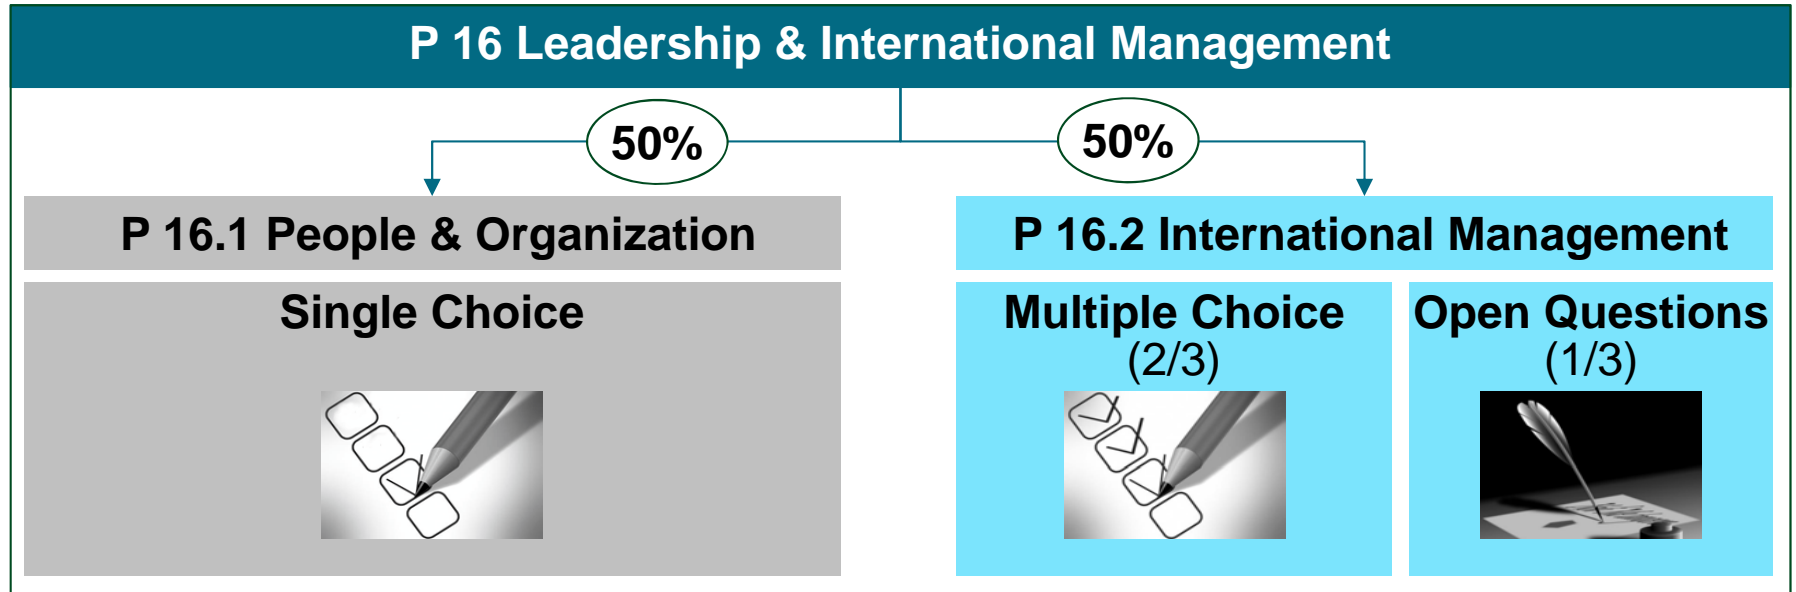 P 16 Leadership & International Management
50%
50%
P 16.1 People & Organization
P 16.2 International Management
Single Choice
Multiple Choice
(2/3)
Open Questions
(1/3)